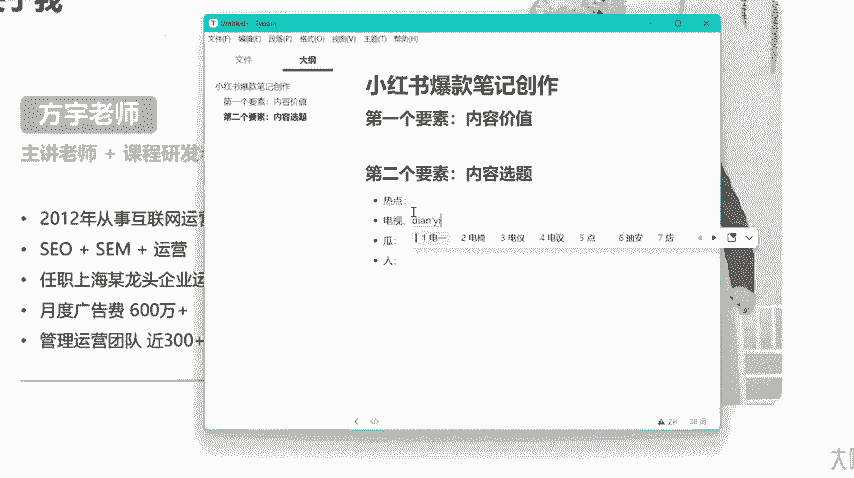 方宇老师
主讲老师 + 课程研发
2012年从事互联网运营
SEO + SEM + 运营
任职上海某龙头企业运
月度广告费 600万+
管理运营团队 近300+
文件(F) 编辑(E) 段落(P) 格式(O) 视图(V) 主题(T) 帮助(H)
文件 大纲
小红书爆款笔记创作
第一个要素：内容价值
第二个要素：内容选题
小红书爆款笔记创作
第一个要素：内容价值
第二个要素：内容选题
热点：
电视、dian'yi
1 电一 2 电椅 3 电仪 4 电议 5 点 6 迪安 7 店
瓜：
人：
ZH 38 词